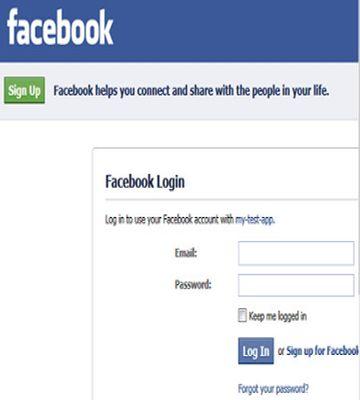 facebook
Sign Up Facebook helps you connect and share with the people in your life.
Facebook Login
Log in to use your Facebook account with my-test-app.
Email:
Password:
Keep me logged in
Log In or Sign up for Facebook
Forgot your password?